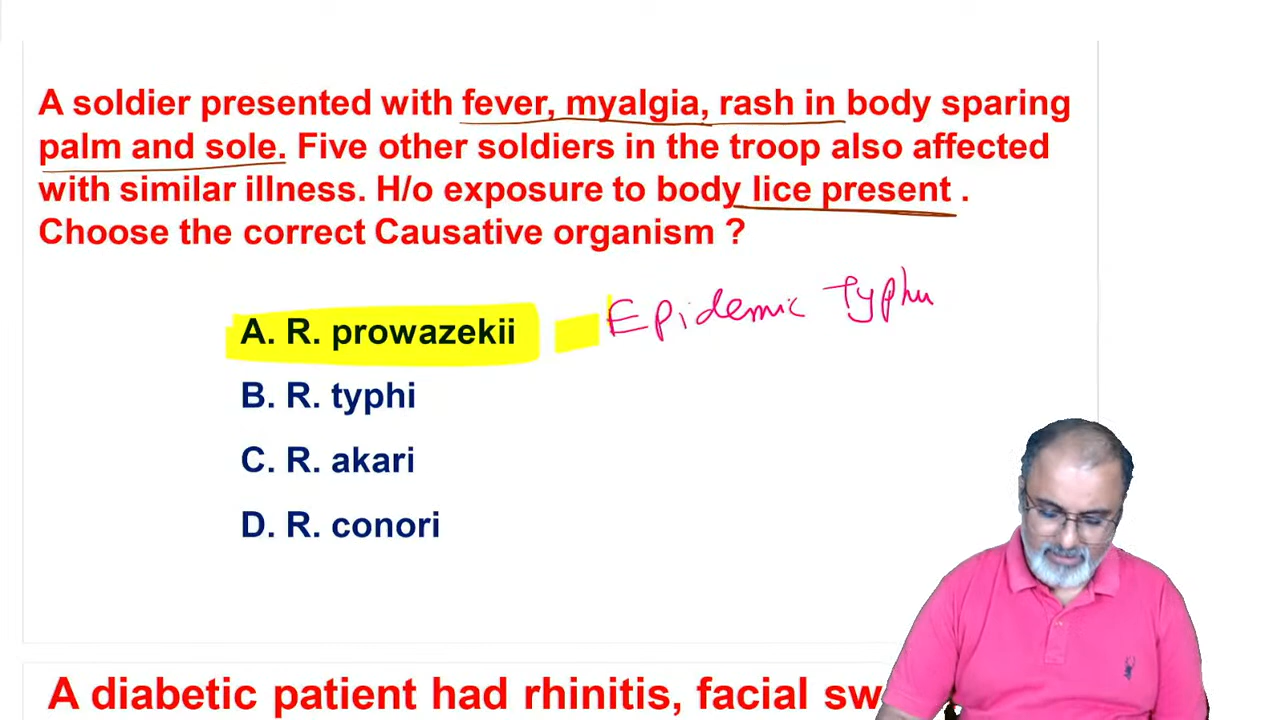 A soldier presented with fever, myalgia, rash in body sparing
palm and sole. Five other soldiers in the troop also affected
with similar illness. H/o exposure to body lice present .
Choose the correct Causative organism ?
A. R. prowazekii
Epidemic Typhu
B. R. typhi
C. R. akari
D. R. conori
A diabetic patient had rhinitis, facial sw